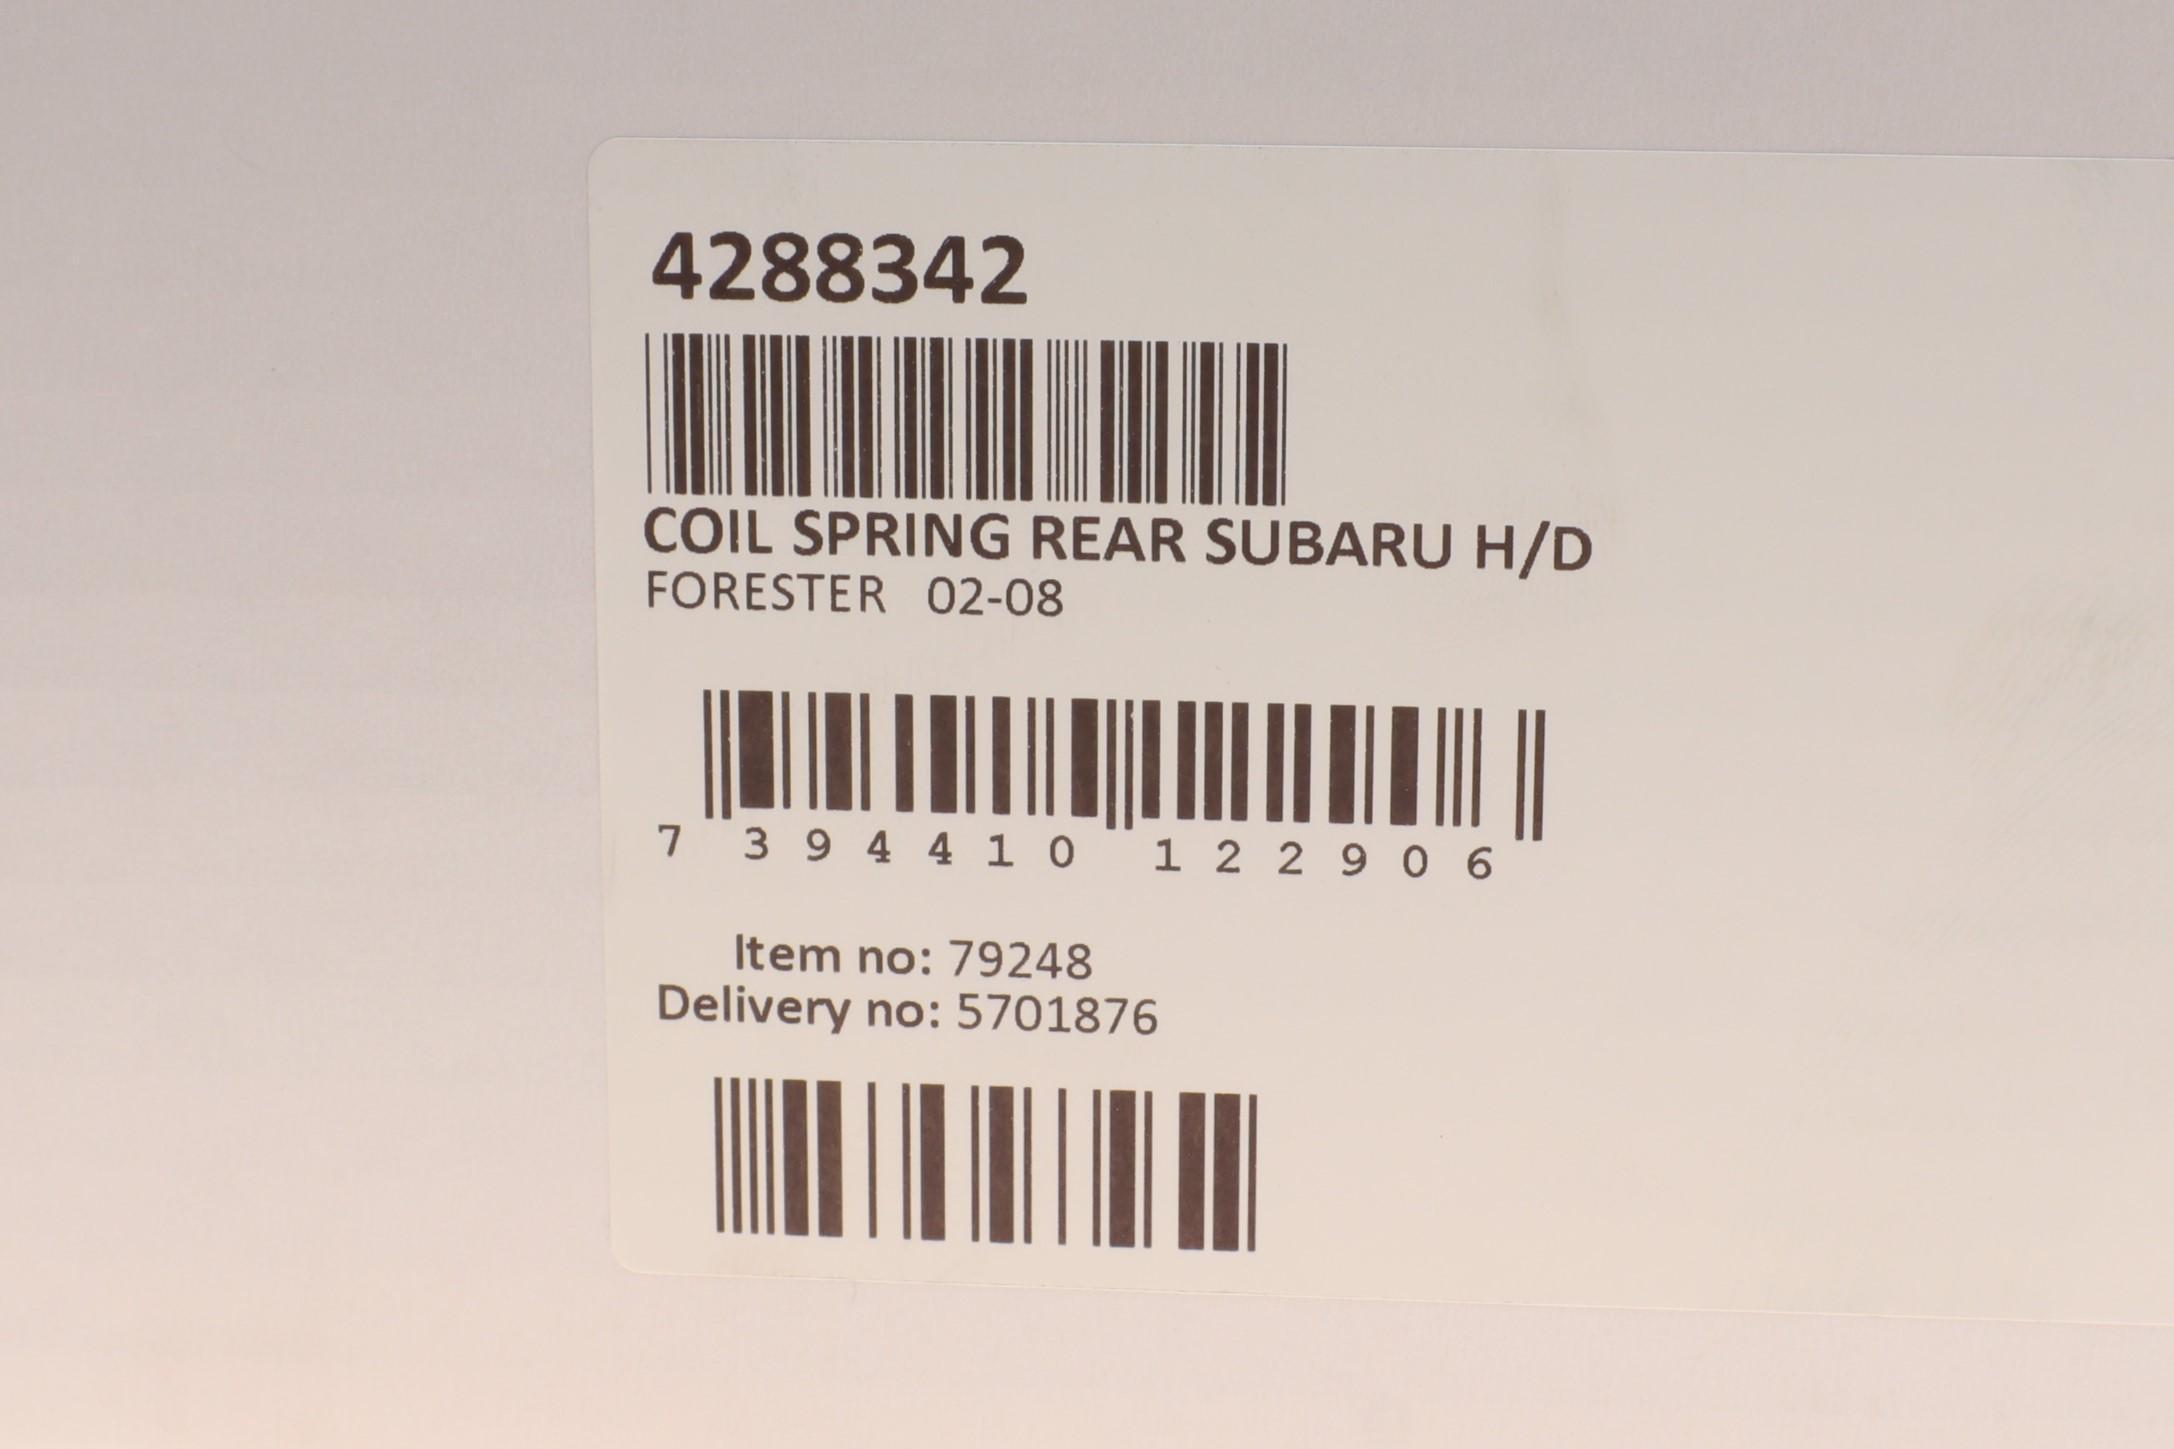 4288342
COIL SPRING REAR SUBARU H/D
FORESTER 02-08
7 394410 122906
Item no: 79248
Delivery no: 5701876